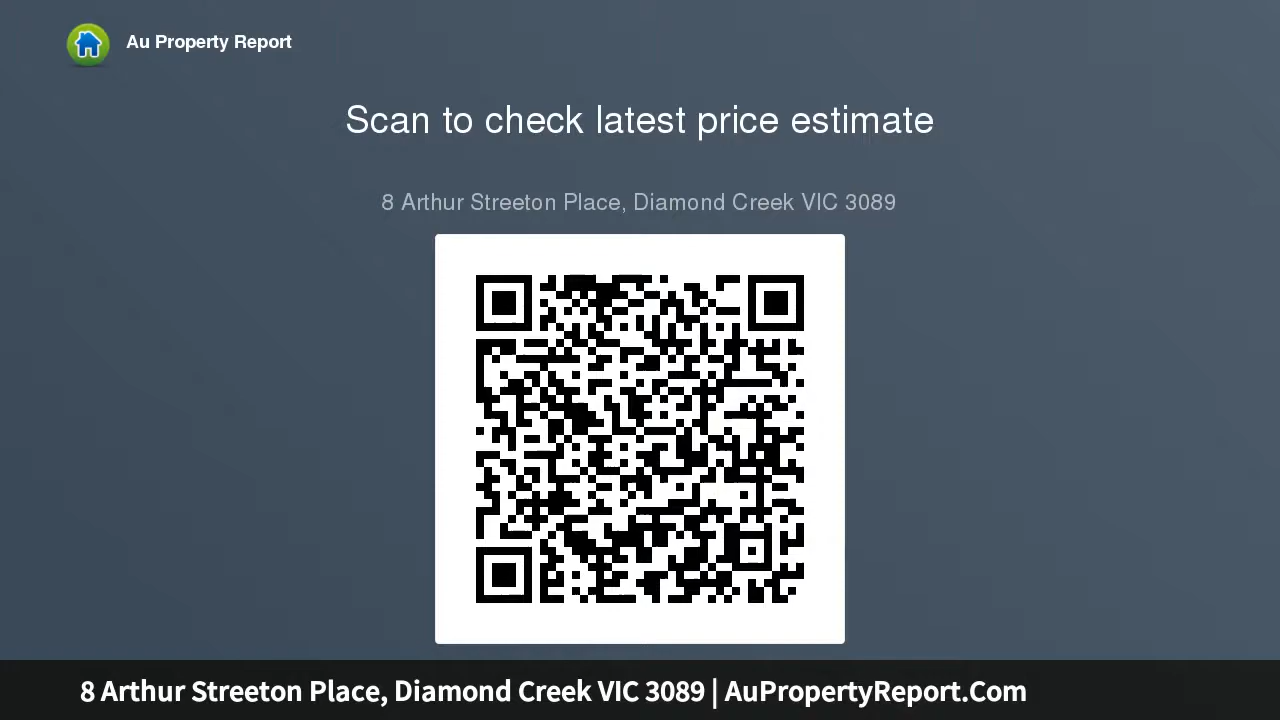 Au Property Report
Scan to check latest price estimate
8 Arthur Streeton Place, Diamond Creek VIC 3089
8 Arthur Streeton Place, Diamond Creek VIC 3089 | AuPropertyReport.Com